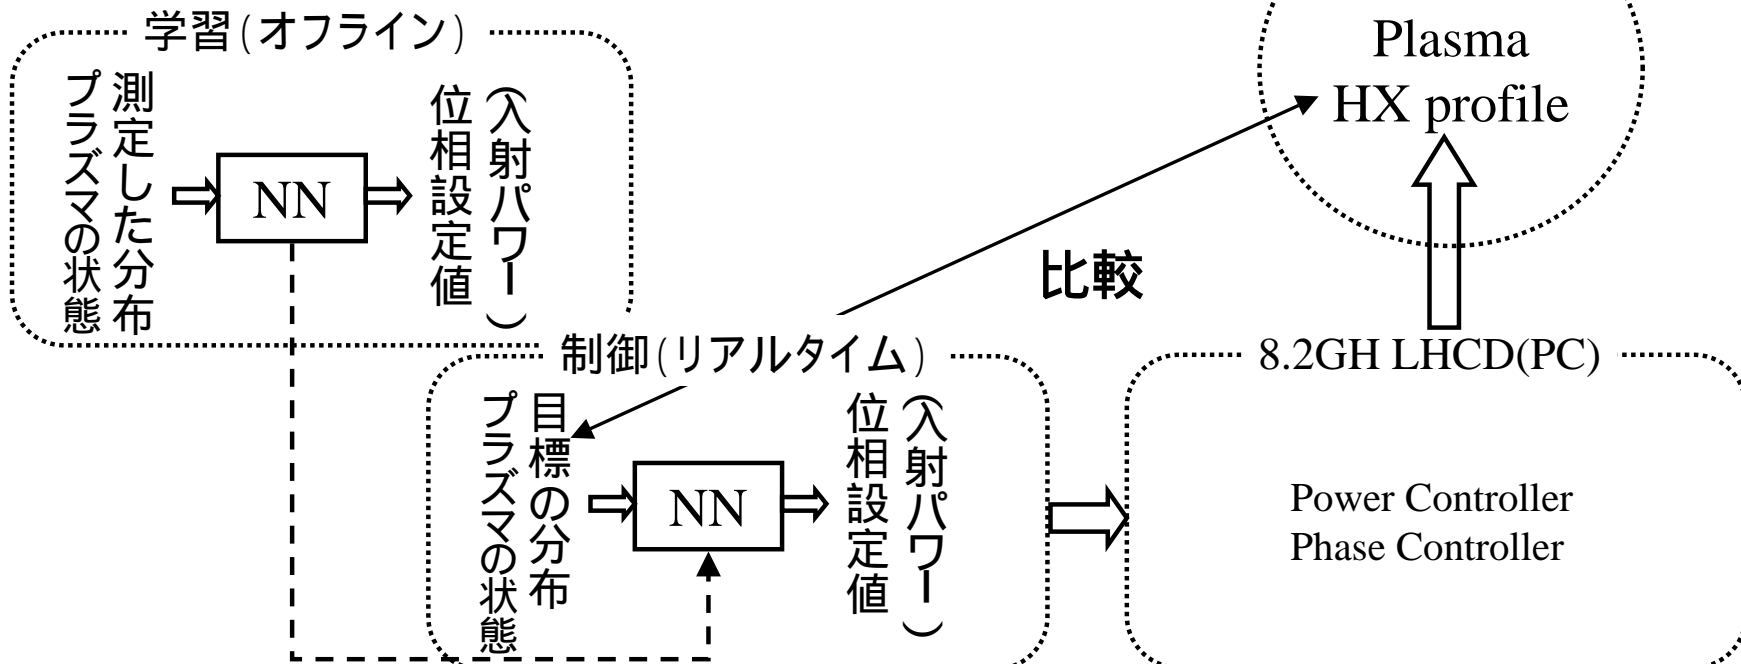 学習(オフライン)
測定した分布
プラズマの状態
NN
(入射パワー)
位相設定値
Plasma
HX profile
比較
制御(リアルタイム)
目標の分布
プラズマの状態
NN
(入射パワー)
位相設定値
8.2GH LHCD(PC)
Power Controller
Phase Controller